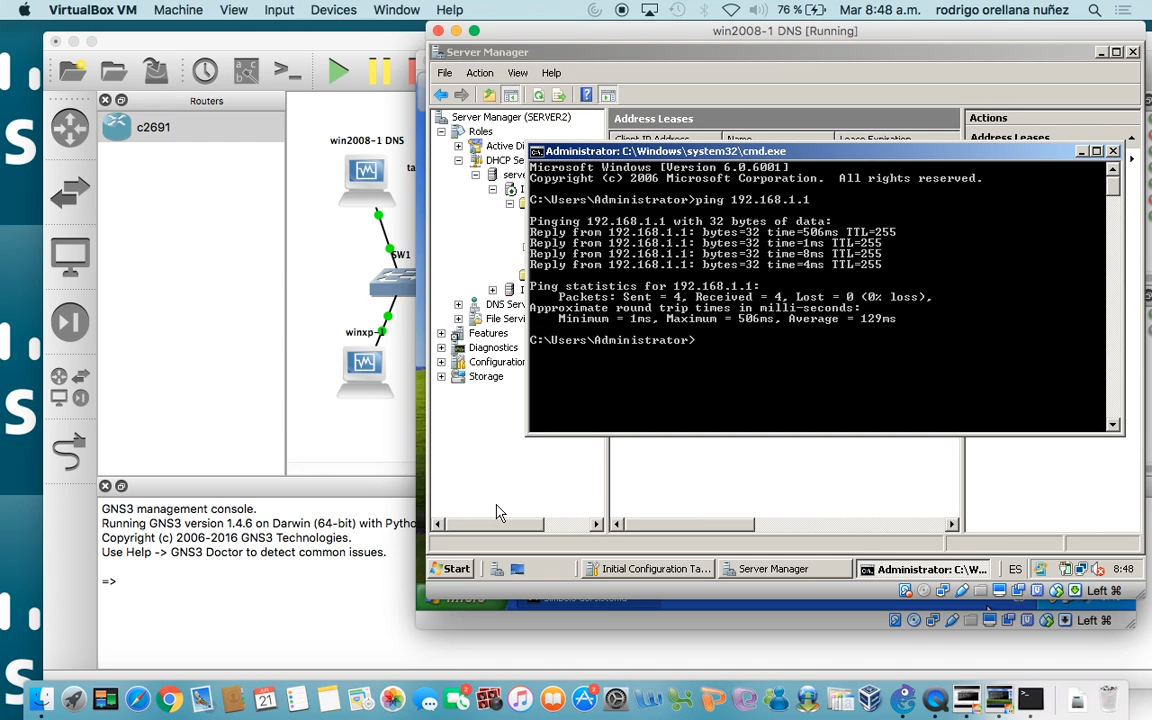 VirtualBox VM Machine View Input Devices Window Help 76 % Mar 8:48 a.m. rodrigo orellana nuñez
win2008-1 DNS [Running]
Server Manager
File Action View Help
Routers
c2691
win2008-1 DNS
SW1
winxp-1
Server Manager (SERVER2)
Roles
Active Di
DHCP Se
serve
DNS Serv
File Servi
Features
Diagnostics
Configuration
Storage
Address Leases
Client IP Address Name Lease Expiration
Actions
Address Leases
Administrator: C:\Windows\system32\cmd.exe
Microsoft Windows [Version 6.0.6001]
Copyright (c) 2006 Microsoft Corporation.  All rights reserved.
C:\Users\Administrator>ping 192.168.1.1
Pinging 192.168.1.1 with 32 bytes of data:
Reply from 192.168.1.1: bytes=32 time=506ms TTL=255
Reply from 192.168.1.1: bytes=32 time=1ms TTL=255
Reply from 192.168.1.1: bytes=32 time=8ms TTL=255
Reply from 192.168.1.1: bytes=32 time=4ms TTL=255
Ping statistics for 192.168.1.1:
Packets: Sent = 4, Received = 4, Lost = 0 (0% loss),
Approximate round trip times in milli-seconds:
Minimum = 1ms, Maximum = 506ms, Average = 129ms
C:\Users\Administrator>
GNS3 management console.
Running GNS3 version 1.4.6 on Darwin (64-bit) with Pytho
Copyright (c) 2006-2016 GNS3 Technologies.
Use Help -> GNS3 Doctor to detect common issues.
=>
Start Initial Configuration Ta... Server Manager Administrator: C:\W... ES 8:48
Left ⌘
Left ⌘